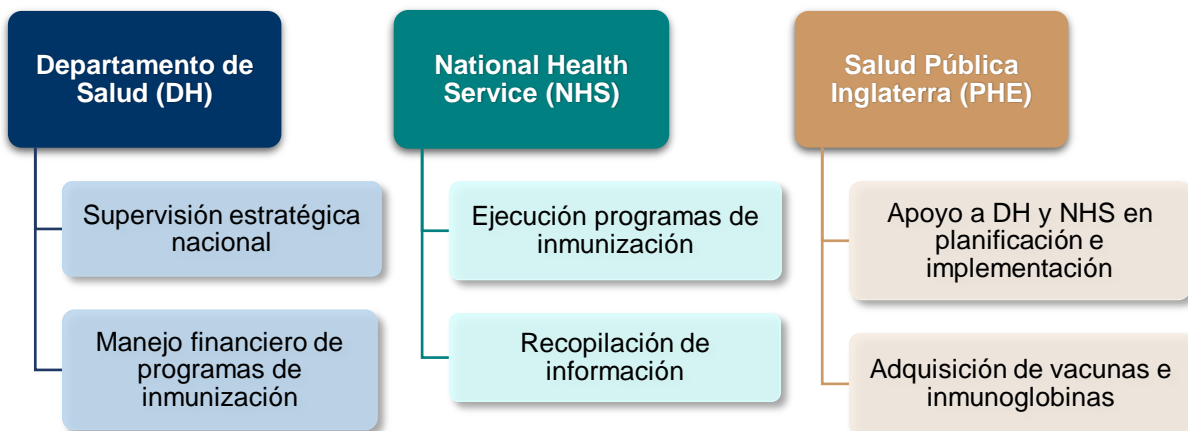 Departamento de
Salud (DH)
Supervisión estratégica
nacional
Manejo financiero de
programas de
inmunización
National Health
Service (NHS)
Ejecución programas de
inmunización
Recopilación de
información
Salud Pública
Inglaterra (PHE)
Apoyo a DH y NHS en
planificación e
implementación
Adquisición de vacunas e
inmunoglobinas